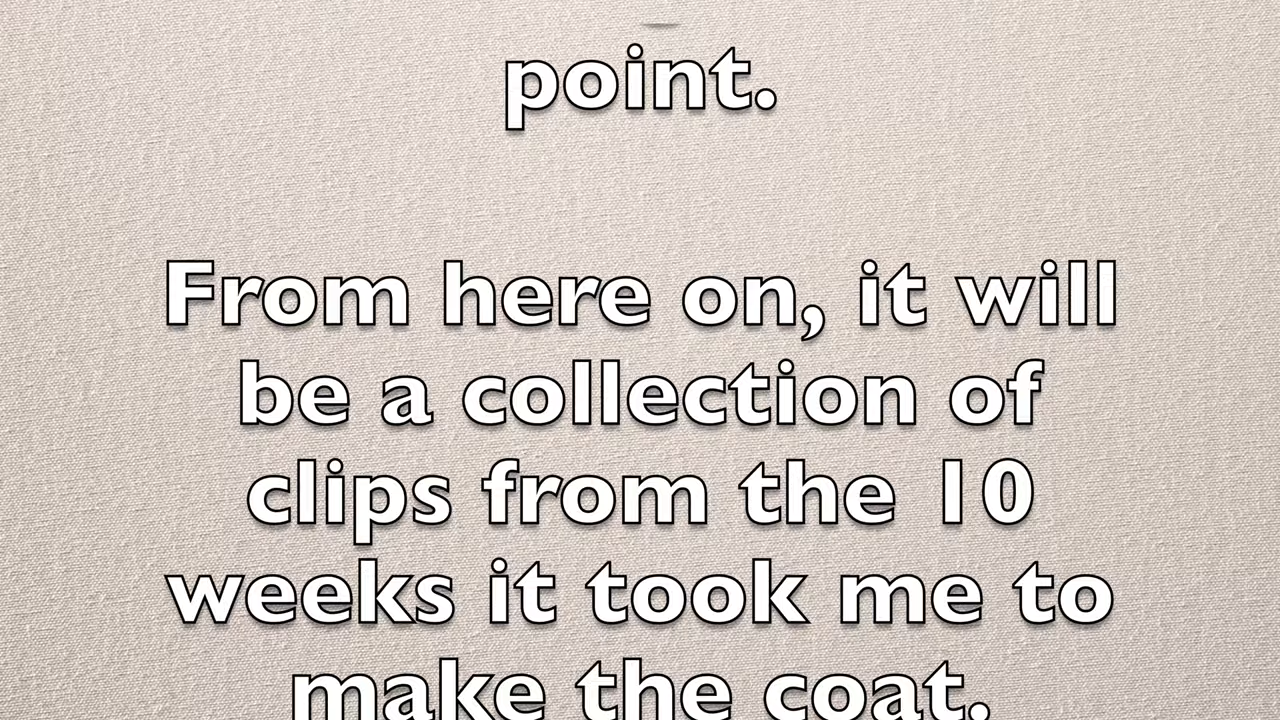 point.
From here on, it will
be a collection of
clips from the 10
weeks it took me to
make the coat.